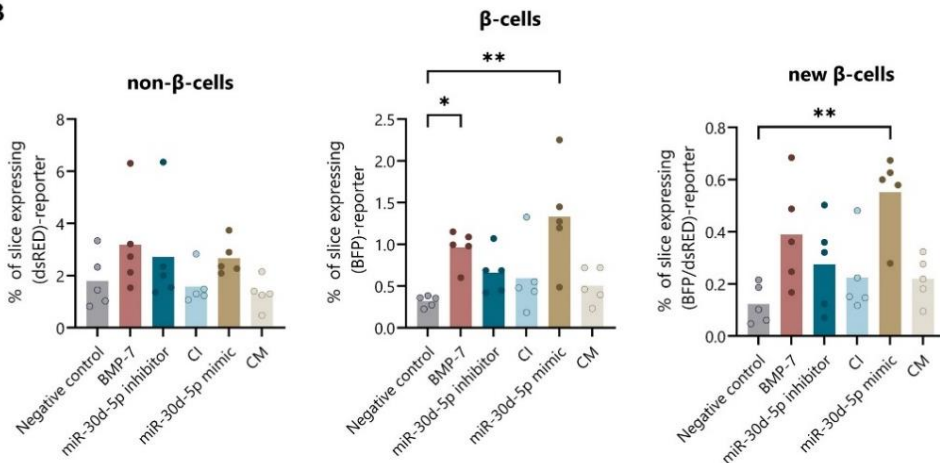 B
non-β-cells
% of slice expressing
(dsRED)-reporter
8
6
4
2
0
Negative control
BMP-7
miR-30d-5p inhibitor
CI
miR-30d-5p mimic
CM
β-cells
**
*
% of slice expressing
(BFP)-reporter
2.5
2.0
1.5
1.0
0.5
0.0
Negative control
BMP-7
miR-30d-5p inhibitor
CI
miR-30d-5p mimic
CM
new β-cells
**
% of slice expressing
(BFP/dsRED)-reporter
0.8
0.6
0.4
0.2
0.0
Negative control
BMP-7
miR-30d-5p inhibitor
CI
miR-30d-5p mimic
CM